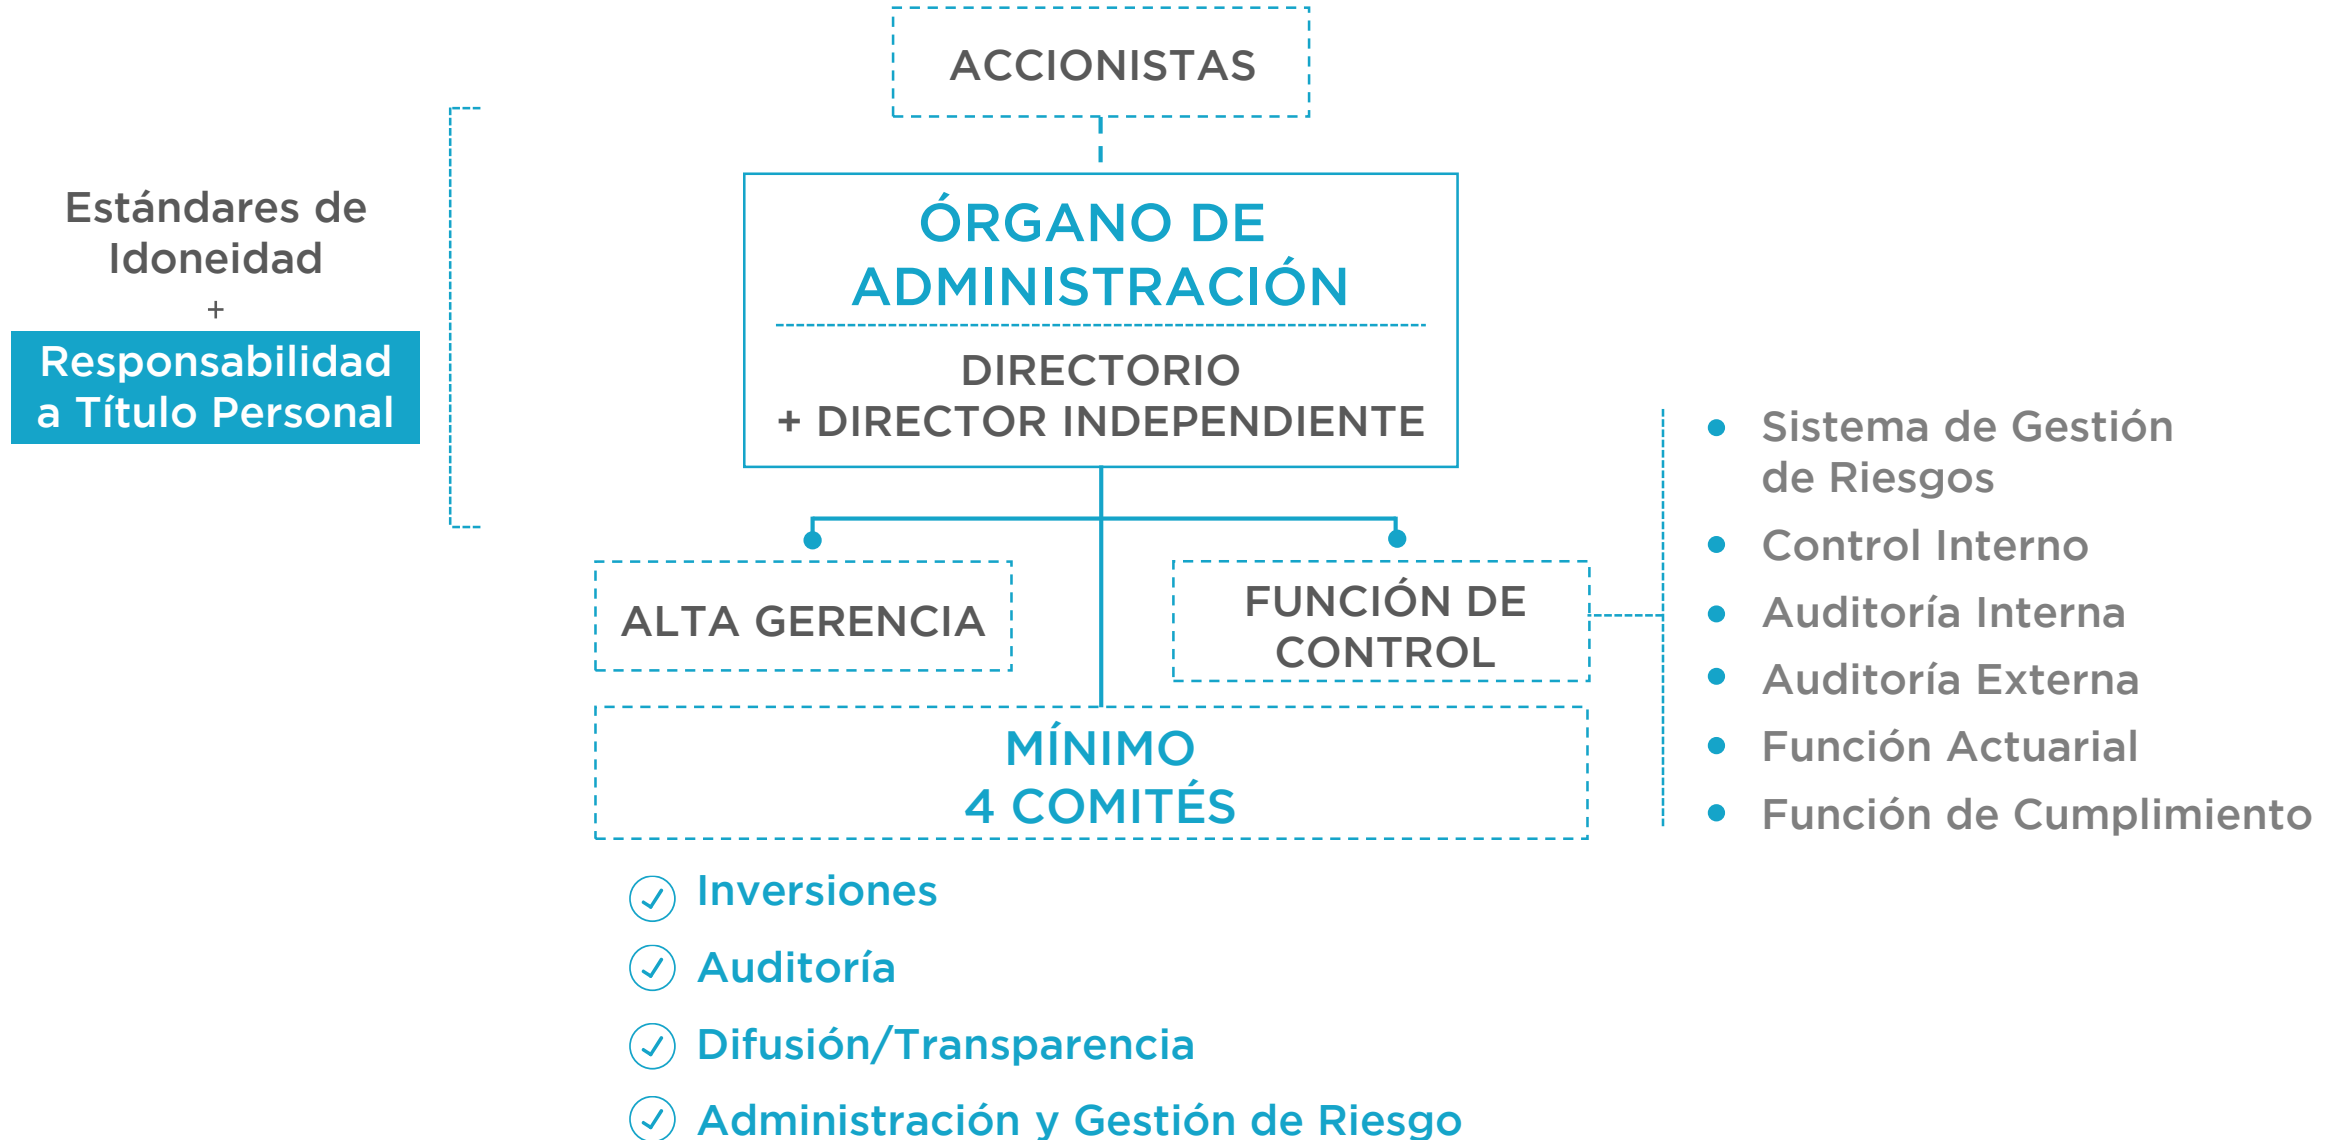 ACCIONISTAS
Estándares de
Idoneidad
+
Responsabilidad
a Título Personal
ÓRGANO DE
ADMINISTRACIÓN
DIRECTORIO
+ DIRECTOR INDEPENDIENTE
ALTA GERENCIA
FUNCIÓN DE
CONTROL
Sistema de Gestión
de Riesgos
Control Interno
Auditoría Interna
Auditoría Externa
Función Actuarial
Función de Cumplimiento
MÍNIMO
4 COMITÉS
Inversiones
Auditoría
Difusión/Transparencia
Administración y Gestión de Riesgo